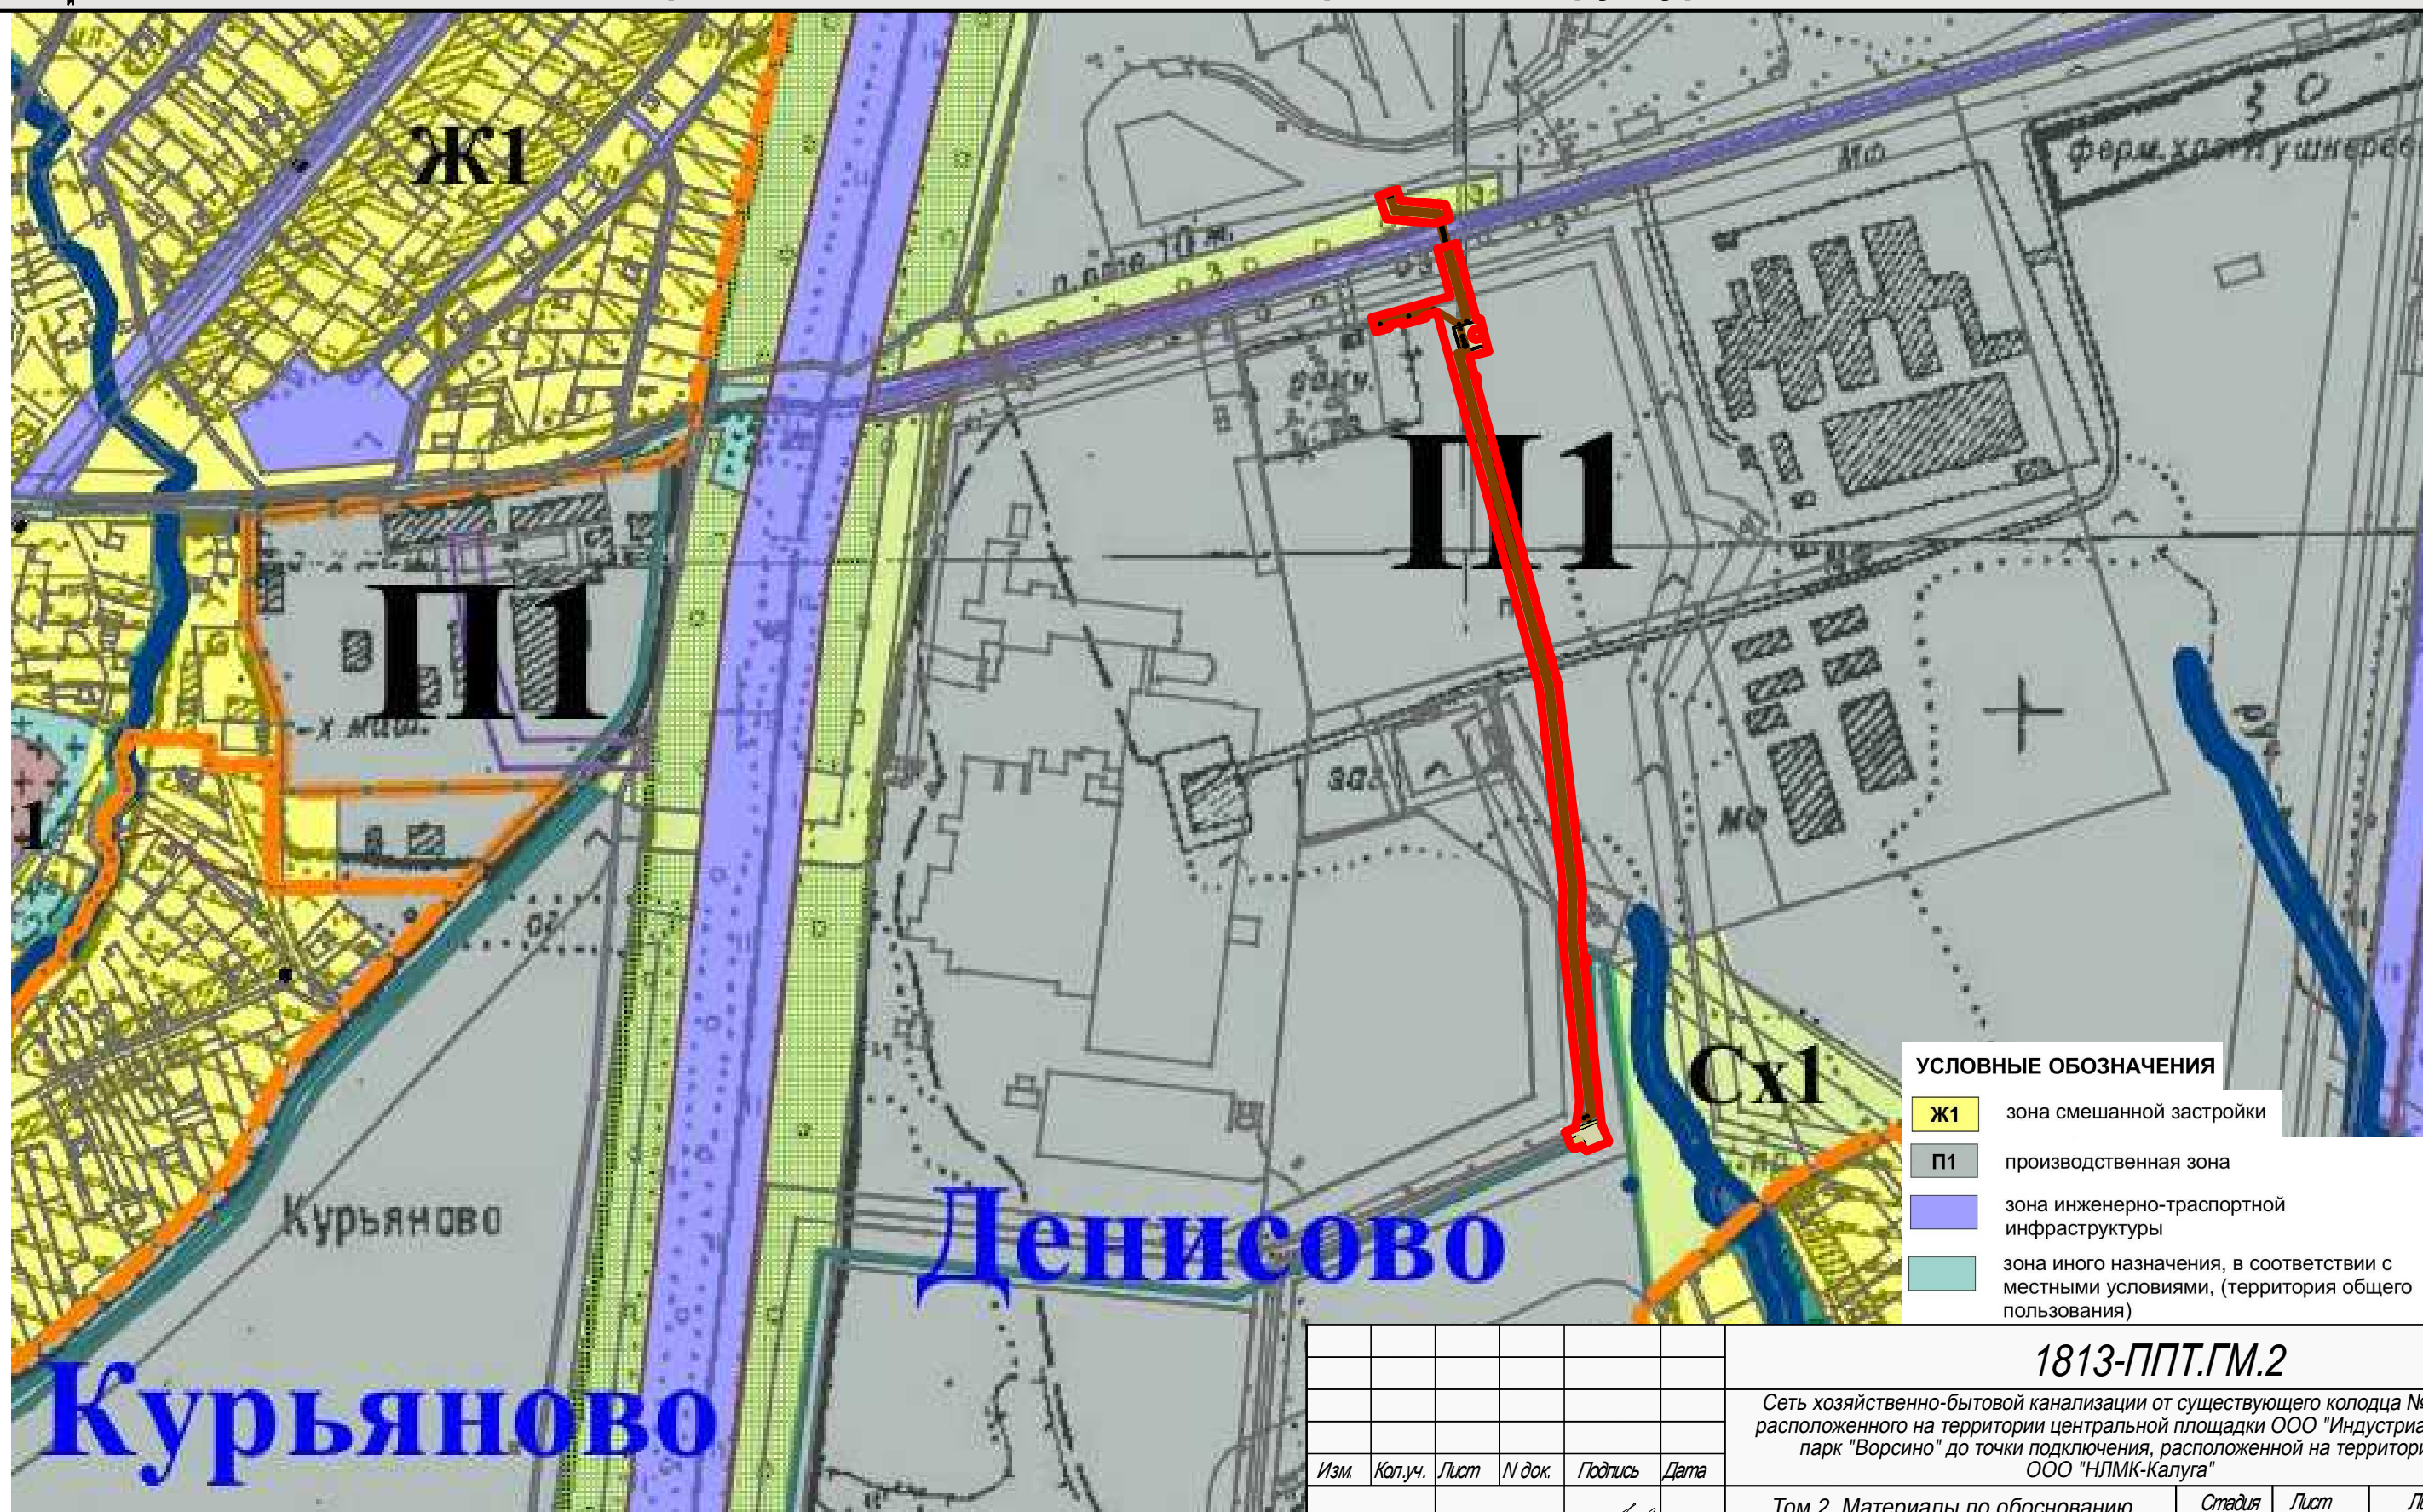 Ж1
ферм.
П1
П1
Сх1
1
Курьяново
Денисово
Курьяново
УСЛОВНЫЕ ОБОЗНАЧЕНИЯ
Ж1 зона смешанной застройки
П1 производственная зона
зона инженерно-траспортной
инфраструктуры
зона иного назначения, в соответствии с
местными условиями, (территория общего
пользования)
1813-ППТ.ГМ.2
Сеть хозяйственно-бытовой канализации от существующего колодца №
расположенного на территории центральной площадки ООО "Индустриа
парк "Ворсино" до точки подключения, расположенной на территори
ООО "НЛМК-Калуга"
Изм. Кол.уч. Лист N док. Подпись Дата
Том 2. Материалы по обоснованию
Стадия Лист